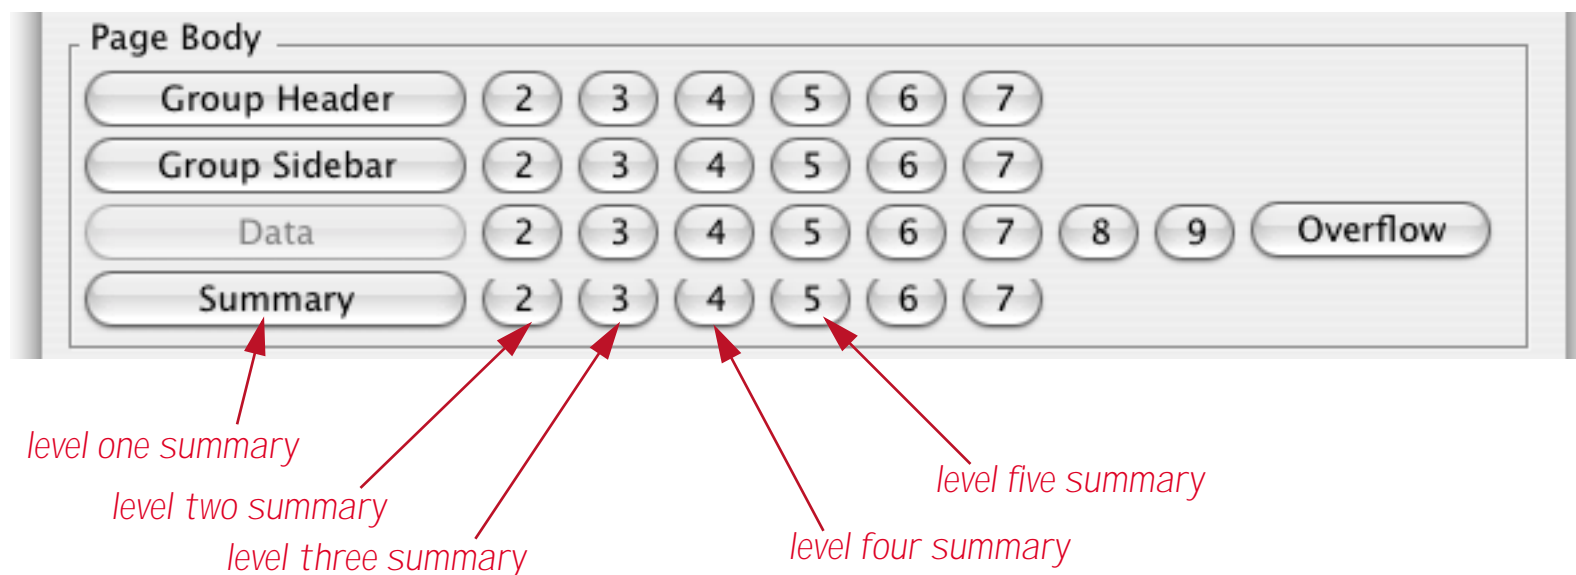 Page Body
Group Header 2 3 4 5 6 7
Group Sidebar 2 3 4 5 6 7
Data 2 3 4 5 6 7 8 9 Overflow
Summary 2 3 4 5 6 7
level one summary
level two summary
level three summary
level four summary
level five summary